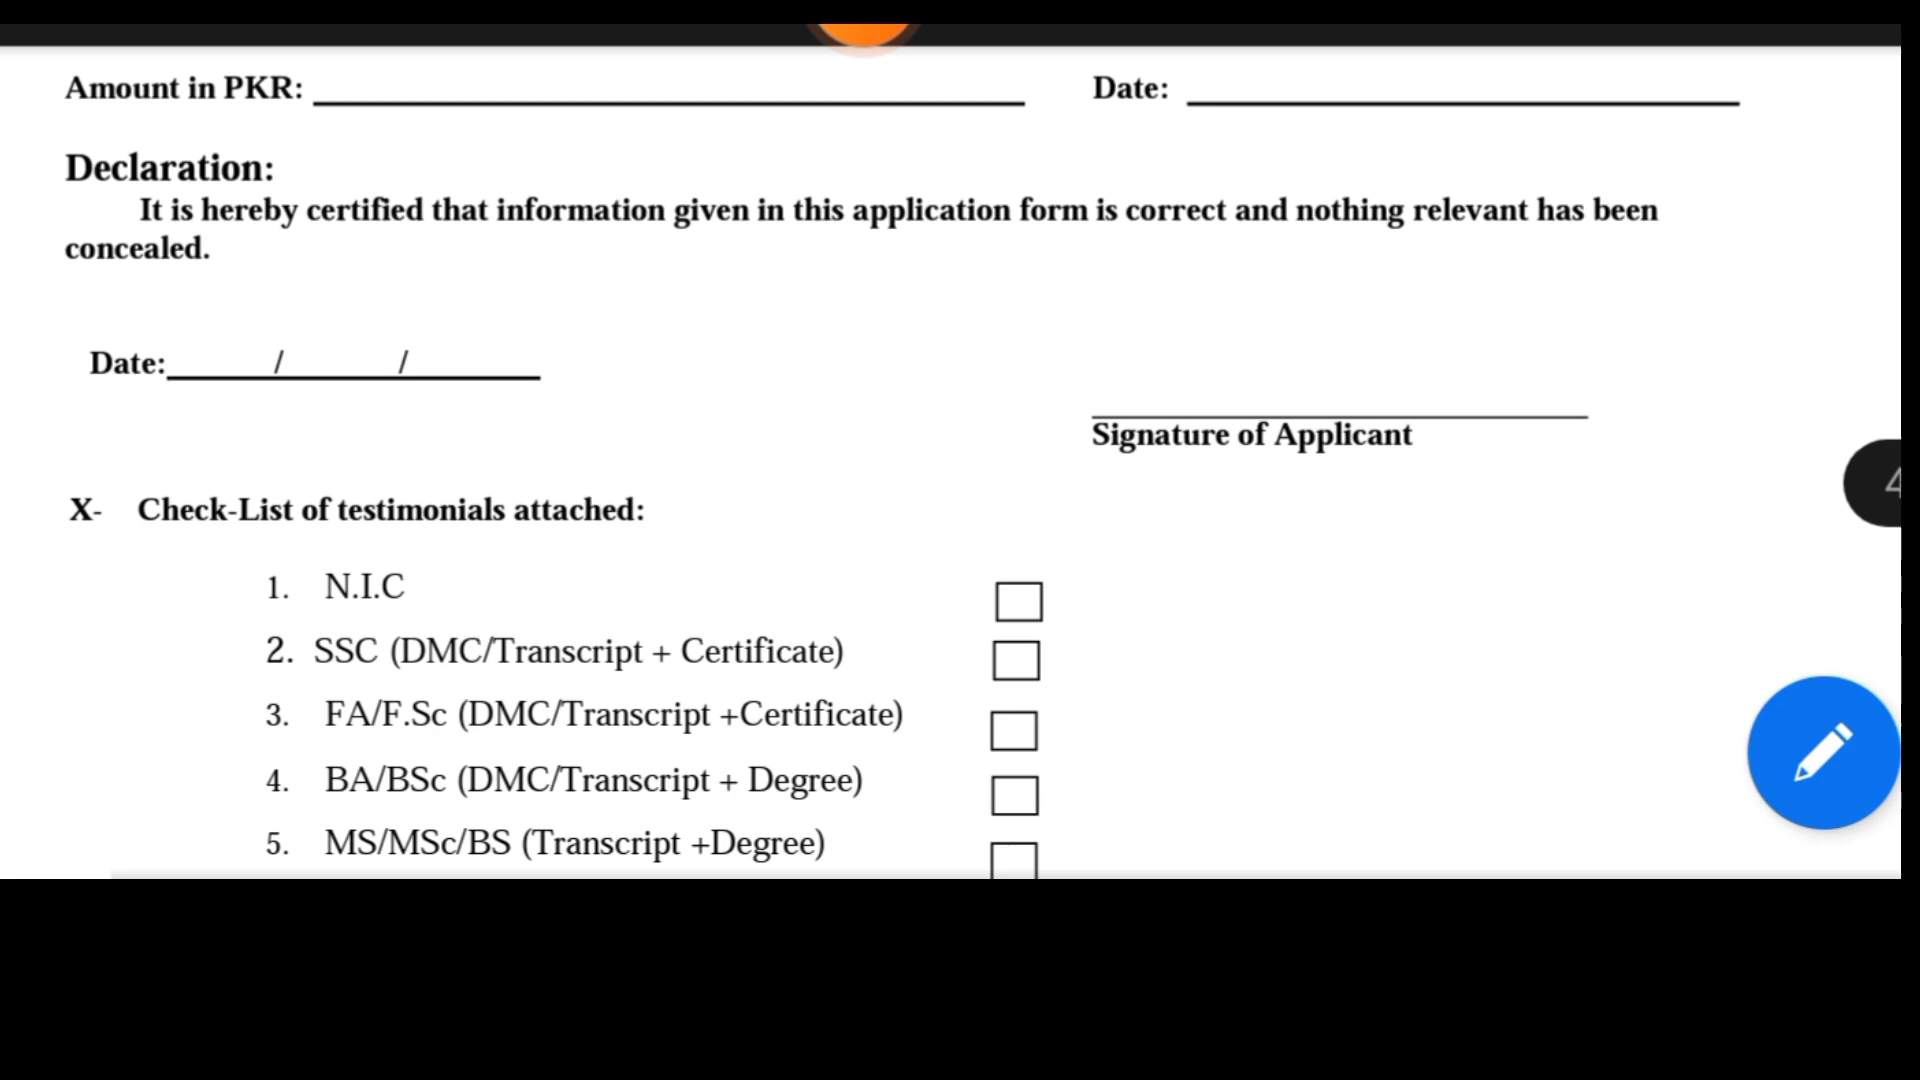 Amount in PKR: Date:
Declaration:
It is hereby certified that information given in this application form is correct and nothing relevant has been
concealed.
Date: / /
Signature of Applicant
X- Check-List of testimonials attached:
1. N.I.C
2. SSC (DMC/Transcript + Certificate)
3. FA/F.Sc (DMC/Transcript +Certificate)
4. BA/BSc (DMC/Transcript + Degree)
5. MS/MSc/BS (Transcript +Degree)